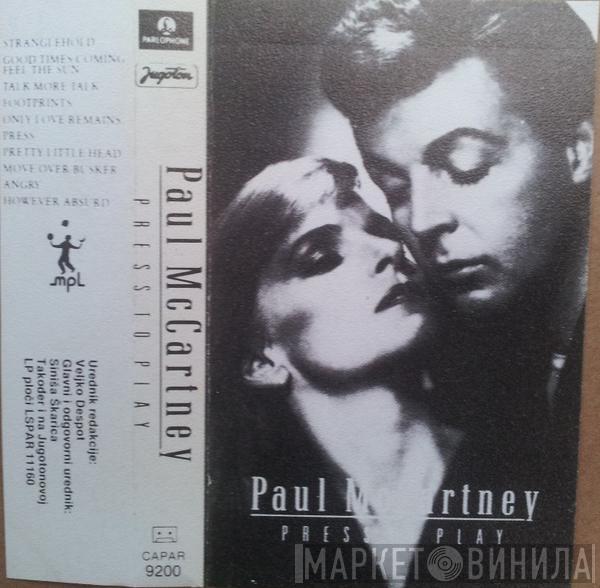 STRANGLEHOLD
GOOD TIMES COMING
FEEL THE SUN
TALK MORE TALK
FOOTPRINTS
ONLY LOVE REMAINS
PRESS
PRETTY LITTLE HEAD
MOVE OVER BUSKER
ANGRY
HOWEVER ABSURD
mpL
Urednik redakcije:
Veljko Despot
Glavni i odgovorni urednik:
Siniša Škarica
Također i na Jugotonovoj
LP ploči LSPAR 11160
PARLOPHONE
Jugoton
Paul McCartney
PRESS TO PLAY
CAPAR
9200
Paul McCartney
PRESS TO PLAY
МАРКЕТ ВИНИЛА